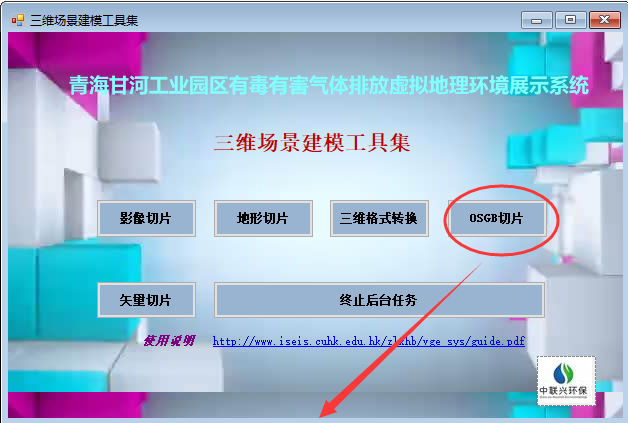 三维场景建模工具集
青海甘河工业园区有毒有害气体排放虚拟地理环境展示系统
三维场景建模工具集
影像切片 地形切片 三维格式转换 OSGB切片
矢量切片 终止后台任务
使用说明 http://www.iseis.cuhk.edu.hk/zlxhb/vge_sys/guide.pdf
中联兴环保